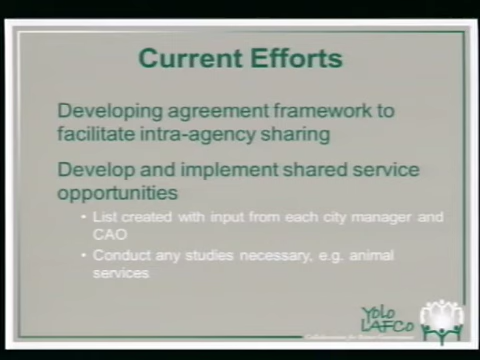 Current Efforts
Developing agreement framework to
facilitate intra-agency sharing
Develop and implement shared service
opportunities
• List created with input from each city manager and
CAO
• Conduct any studies necessary, e.g. animal
services
Yolo
LAFCo